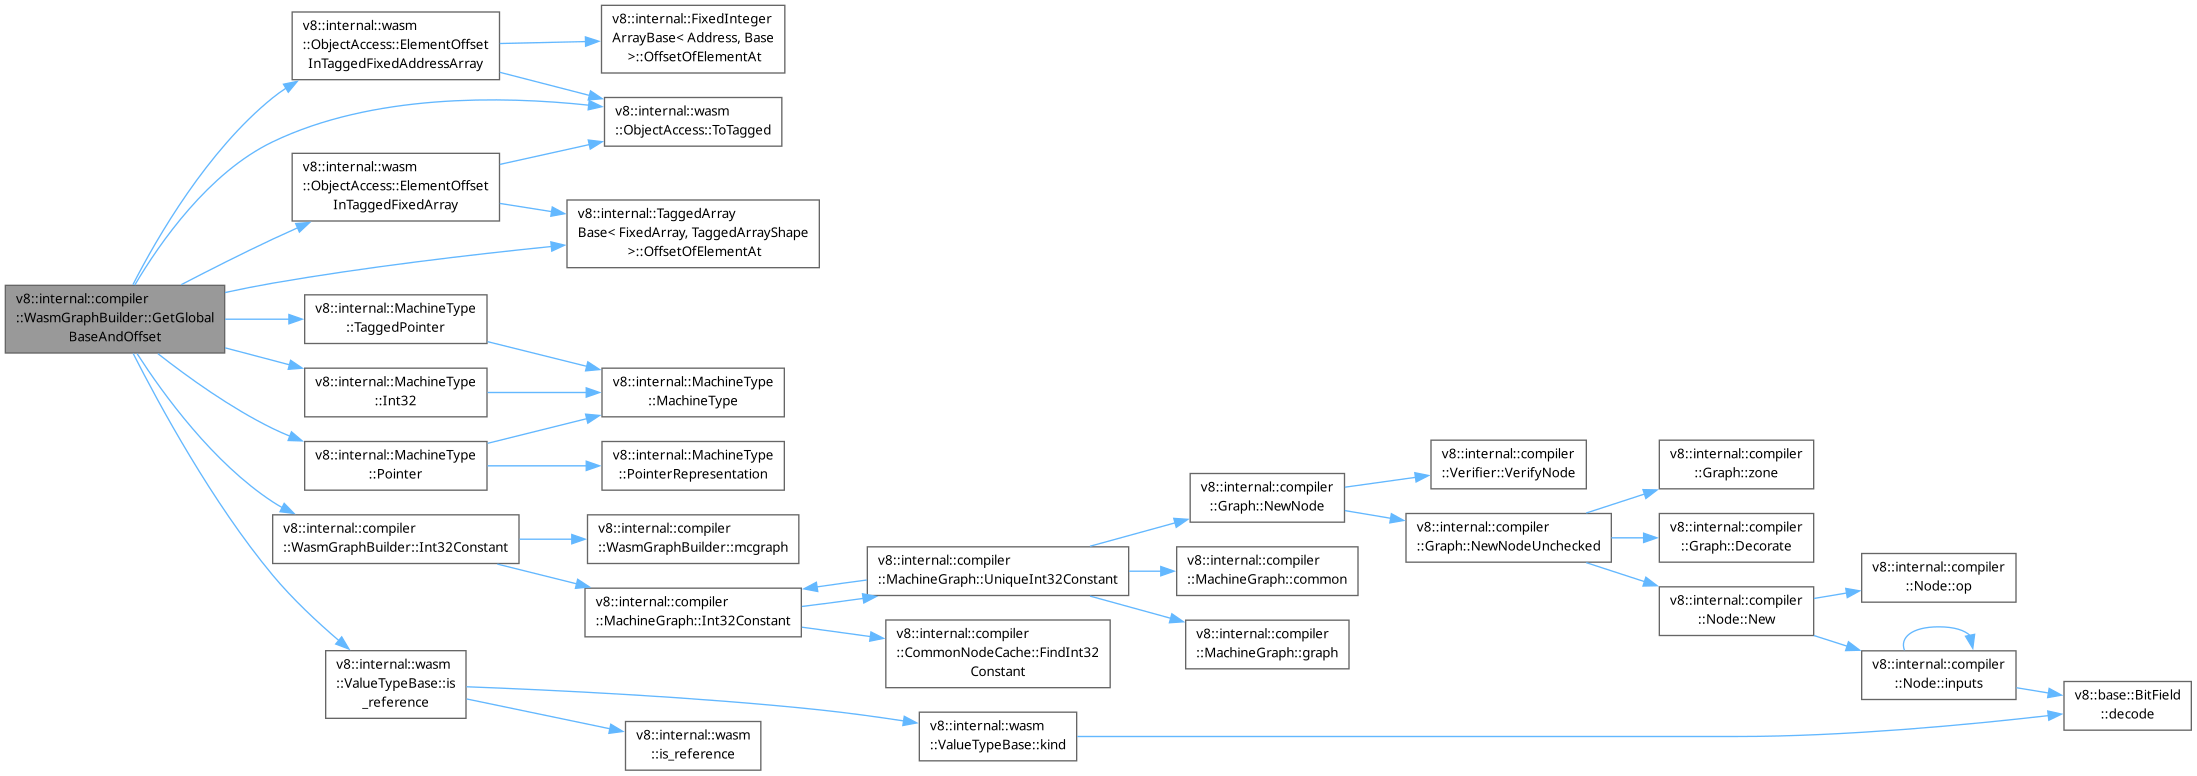 v8::internal::compiler
::WasmGraphBuilder::GetGlobal
BaseAndOffset
v8::internal::wasm
::ObjectAccess::ElementOffset
InTaggedFixedAddressArray
v8::internal::FixedInteger
ArrayBase< Address, Base
>::OffsetOfElementAt
v8::internal::wasm
::ObjectAccess::ToTagged
v8::internal::wasm
::ObjectAccess::ElementOffset
InTaggedFixedArray
v8::internal::TaggedArray
Base< FixedArray, TaggedArrayShape
>::OffsetOfElementAt
v8::internal::MachineType
::TaggedPointer
v8::internal::MachineType
::Int32
v8::internal::MachineType
::MachineType
v8::internal::MachineType
::Pointer
v8::internal::MachineType
::PointerRepresentation
v8::internal::compiler
::WasmGraphBuilder::Int32Constant
v8::internal::compiler
::WasmGraphBuilder::mcgraph
v8::internal::compiler
::MachineGraph::Int32Constant
v8::internal::compiler
::MachineGraph::UniqueInt32Constant
v8::internal::compiler
::CommonNodeCache::FindInt32
Constant
v8::internal::compiler
::Graph::NewNode
v8::internal::compiler
::MachineGraph::common
v8::internal::compiler
::MachineGraph::graph
v8::internal::compiler
::Verifier::VerifyNode
v8::internal::compiler
::Graph::NewNodeUnchecked
v8::internal::compiler
::Graph::zone
v8::internal::compiler
::Graph::Decorate
v8::internal::compiler
::Node::New
v8::internal::compiler
::Node::op
v8::internal::compiler
::Node::inputs
v8::base::BitField
::decode
v8::internal::wasm
::ValueTypeBase::is
_reference
v8::internal::wasm
::is_reference
v8::internal::wasm
::ValueTypeBase::kind